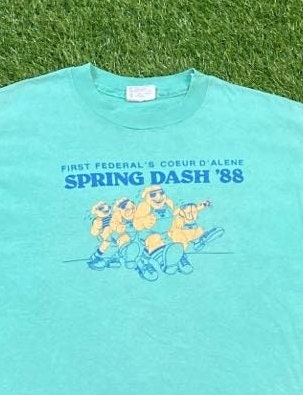 FIRST FEDERAL'S COEUR D'ALENE
SPRING DASH '88